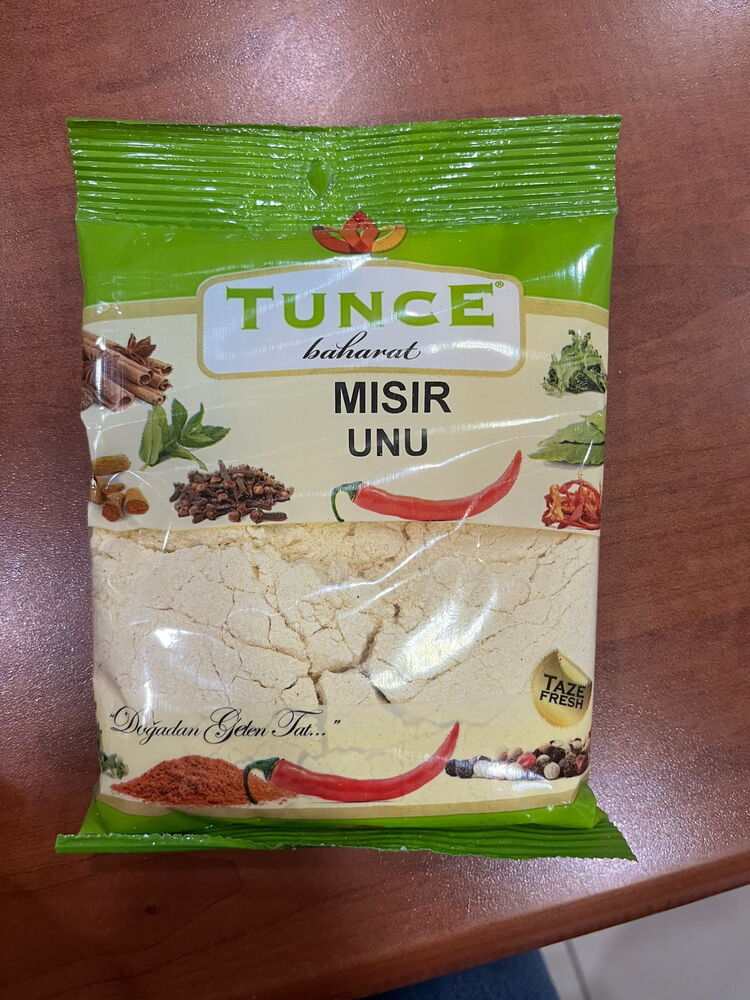 TUNCE®
baharat
MISIR
UNU
TAZE
FRESH
"Doğadan Gelen Tat..."